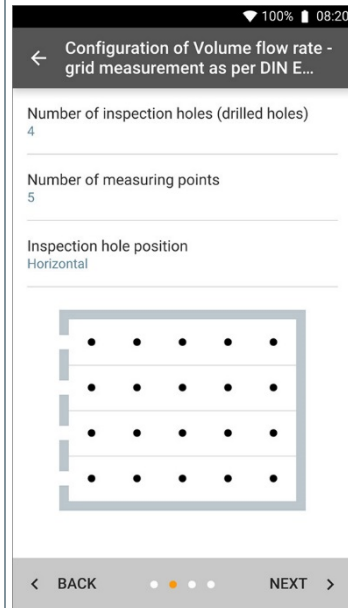 100% 08:20
Configuration of Volume flow rate -
grid measurement as per DIN E...
Number of inspection holes (drilled holes)
4
Number of measuring points
5
Inspection hole position
Horizontal
BACK NEXT